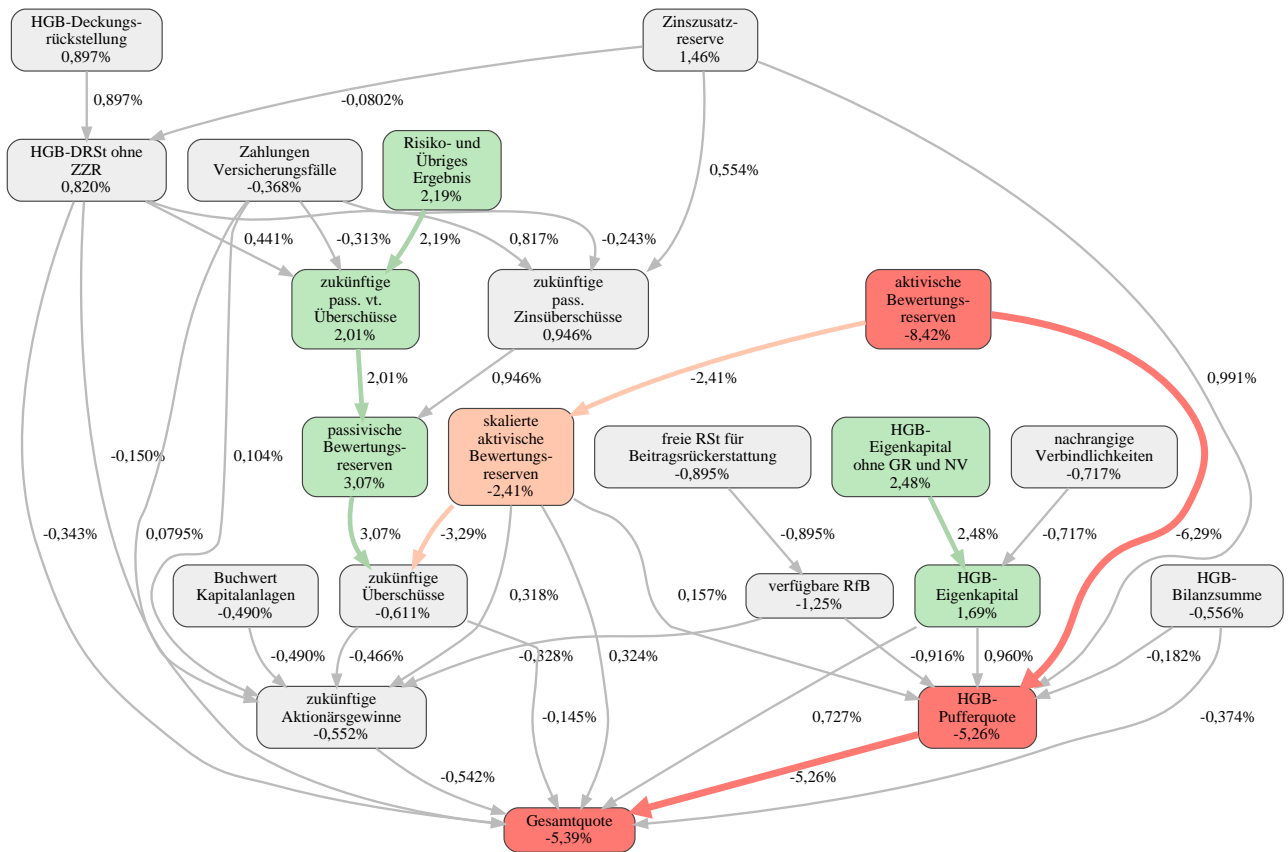 HGB-Deckungs-
rückstellung
0,897%
Zinszusatz-
reserve
1,46%
0,897%
-0,0802%
HGB-DRSt ohne
ZZR
0,820%
Zahlungen
Versicherungsfälle
-0,368%
Risiko- und
Übriges
Ergebnis
2,19%
0,554%
0,441%
-0,313%
2,19%
0,817%
-0,243%
zukünftige
pass. vt.
Überschüsse
2,01%
zukünftige
pass.
Zinsüberschüsse
0,946%
aktivische
Bewertungs-
reserven
-8,42%
2,01%
0,946%
-2,41%
0,991%
passivische
Bewertungs-
reserven
3,07%
skalierte
aktivische
Bewertungs-
reserven
-2,41%
freie RSt für
Beitragsrückerstattung
-0,895%
HGB-
Eigenkapital
ohne GR und NV
2,48%
nachrangige
Verbindlichkeiten
-0,717%
-0,150%
0,104%
-0,343%
0,0795%
3,07%
-3,29%
-0,895%
2,48%
-0,717%
-6,29%
Buchwert
Kapitalanlagen
-0,490%
zukünftige
Überschüsse
-0,611%
0,318%
0,157%
verfügbare RfB
-1,25%
HGB-
Eigenkapital
1,69%
HGB-
Bilanzsumme
-0,556%
-0,490%
-0,466%
-0,328%
0,324%
-0,916%
0,960%
-0,182%
zukünftige
Aktionärsgewinne
-0,552%
-0,145%
0,727%
HGB-
Pufferquote
-5,26%
-0,374%
-0,542%
-5,26%
Gesamtquote
-5,39%